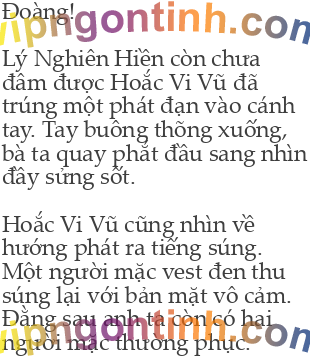 Đoàng!
vipngontinh.com
Lý Nghiên Hiền còn chưa
đâm được Hoắc Vi Vũ đã
trúng một phát đạn vào cánh
tay. Tay buông thõng xuống,
bà ta quay phắt đầu sang nhìn
đầy sửng sốt.
Hoắc Vi Vũ cũng nhìn về
hướng phát ra tiếng súng.
Một người mặc vest đen thu
súng lại với bản mặt vô cảm.
Đằng sau anh ta còn có hai
vipngontinh.com
người mặc thường phục.